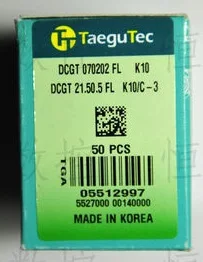 TaeguTec
DCGT 070202 FL K10
DCGT 21.50.5 FL K10/C-3
50 PCS
TGA
05512997
5527000 00140000
MADE IN KOREA